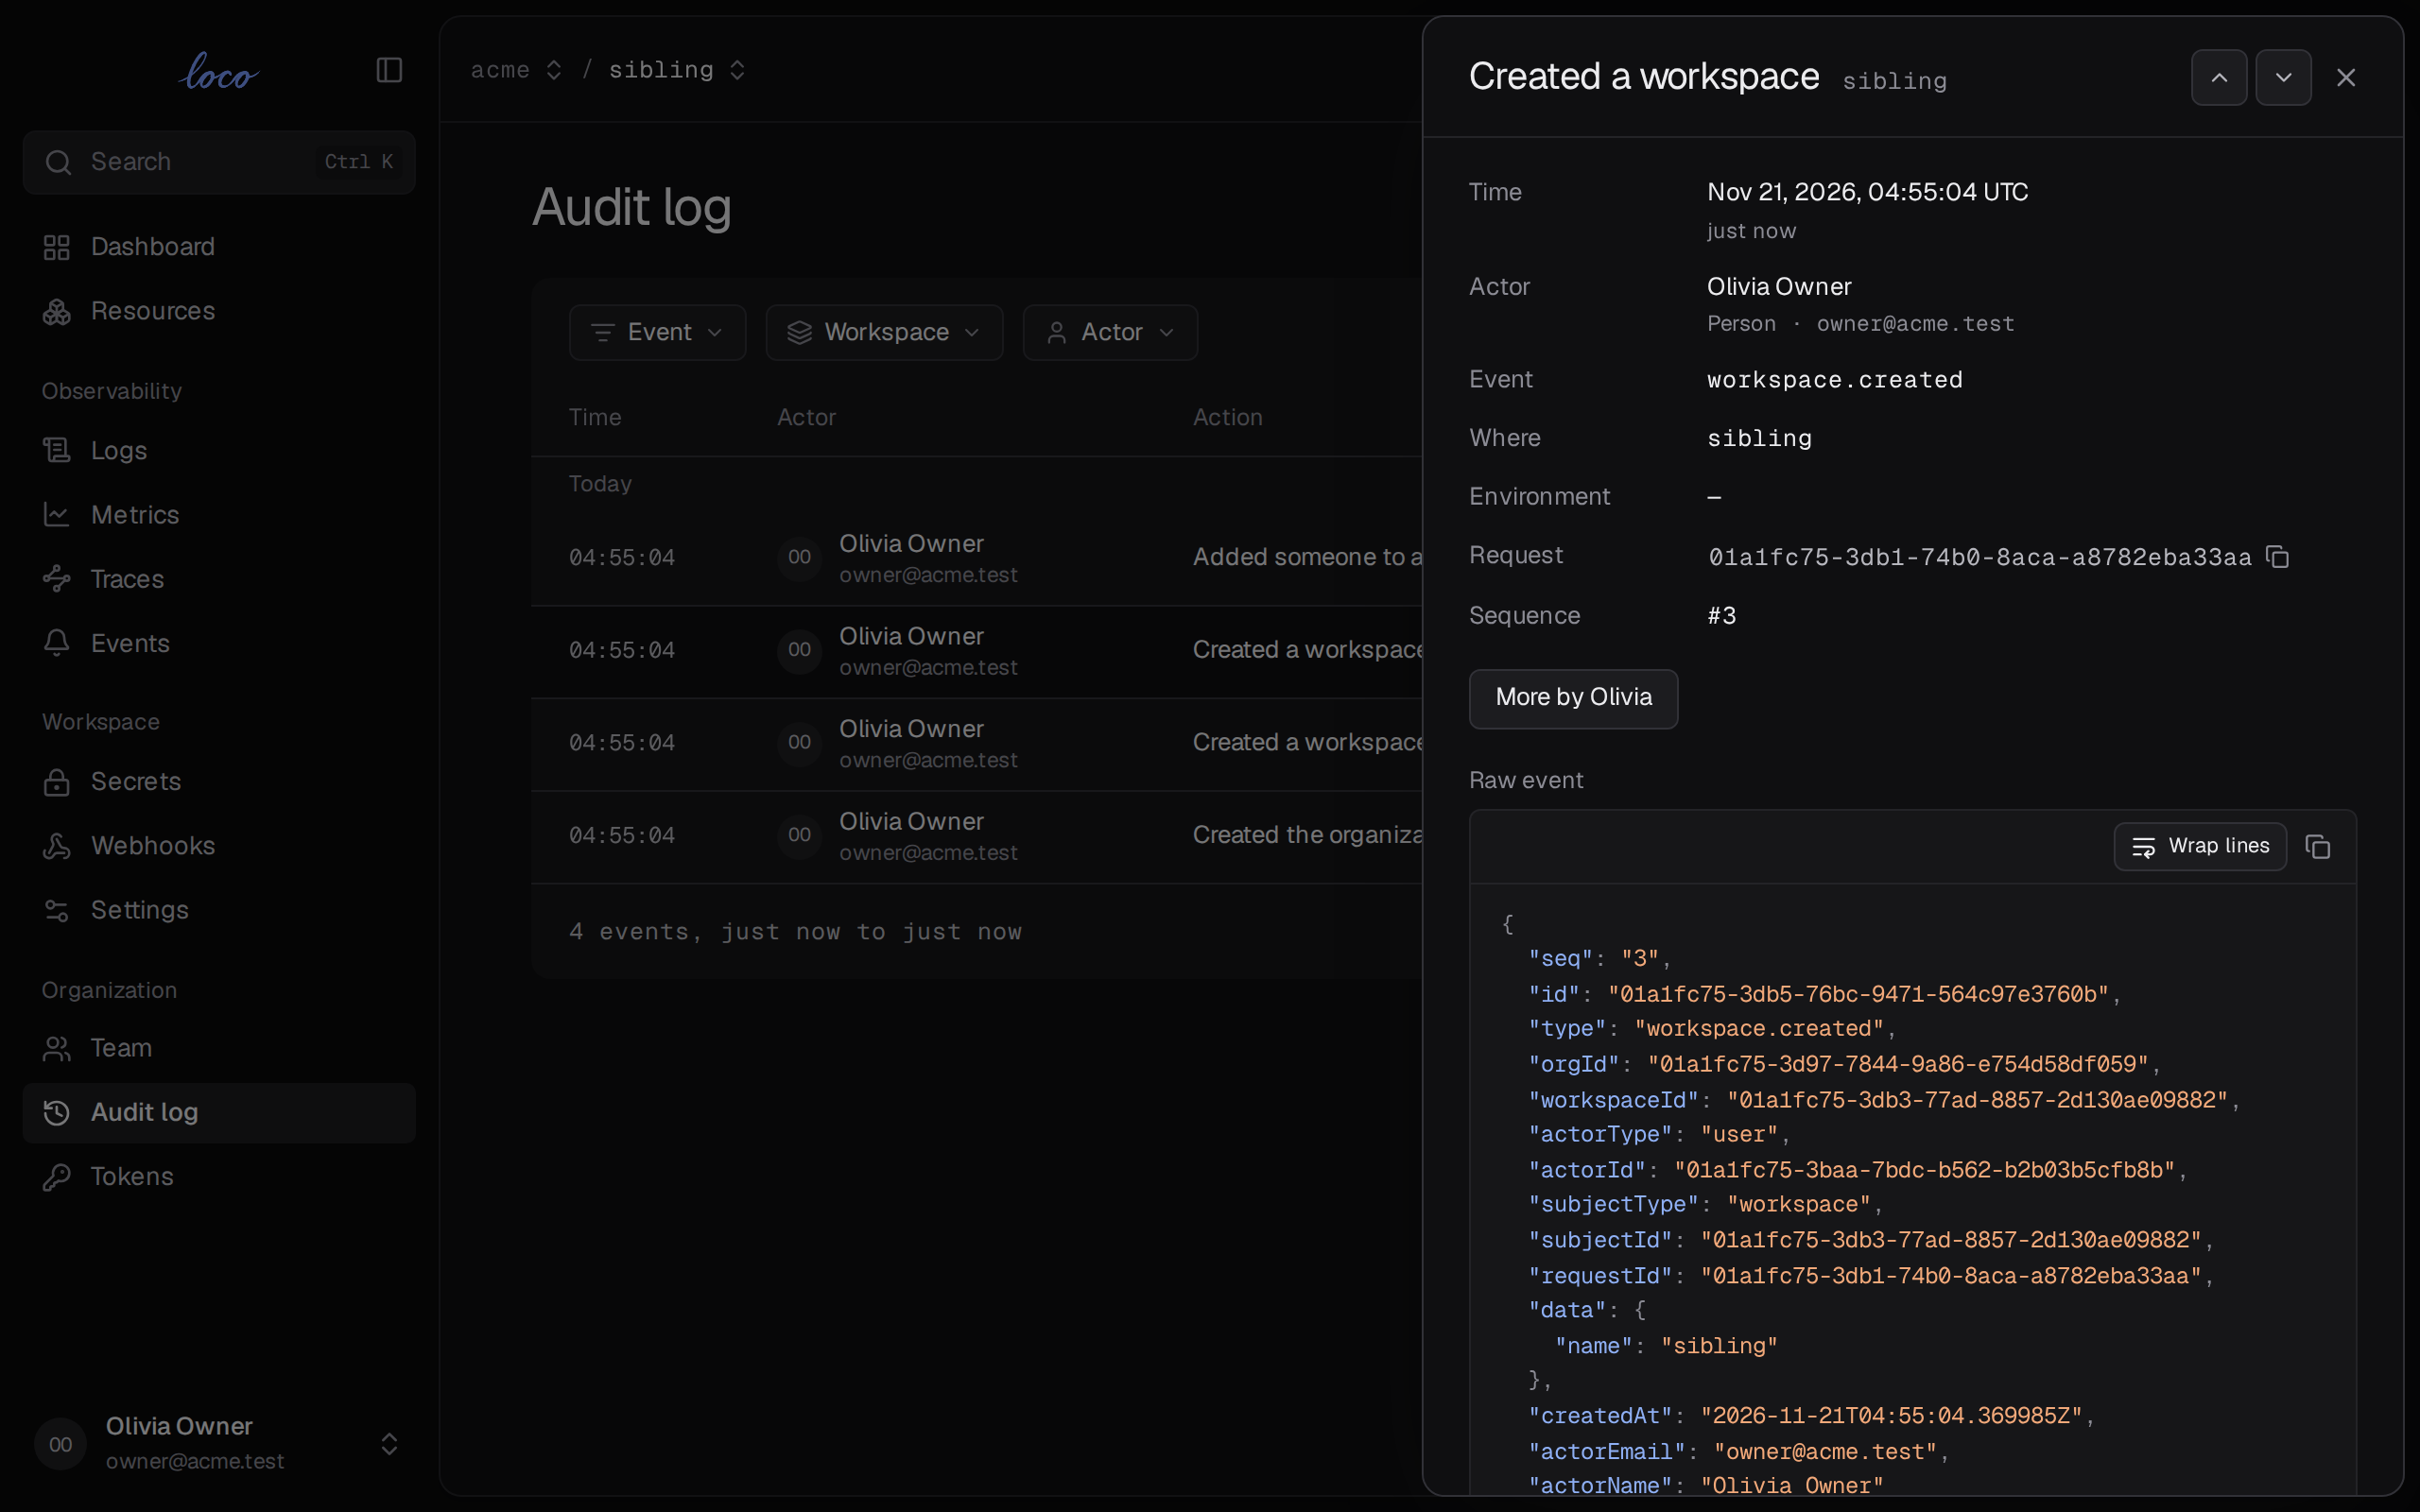 loco
Search Ctrl K
Dashboard
Resources
Observability
Logs
Metrics
Traces
Events
Workspace
Secrets
Webhooks
Settings
Organization
Team
Audit log
Tokens
OO Olivia Owner
owner@acme.test
acme / sibling
Audit log
Event Workspace Actor
Time Actor Action
Today
04:55:04 OO Olivia Owner Added someone to a
owner@acme.test
04:55:04 OO Olivia Owner Created a workspace
owner@acme.test
04:55:04 OO Olivia Owner Created a workspace
owner@acme.test
04:55:04 OO Olivia Owner Created the organiza
owner@acme.test
4 events, just now to just now
Created a workspace sibling
Time Nov 21, 2026, 04:55:04 UTC
just now
Actor Olivia Owner
Person · owner@acme.test
Event workspace.created
Where sibling
Environment —
Request 01a1fc75-3db1-74b0-8aca-a8782eba33aa
Sequence #3
More by Olivia
Raw event
Wrap lines
{
"seq": "3",
"id": "01a1fc75-3db5-76bc-9471-564c97e3760b",
"type": "workspace.created",
"orgId": "01a1fc75-3d97-7844-9a86-e754d58df059",
"workspaceId": "01a1fc75-3db3-77ad-8857-2d130ae09882",
"actorType": "user",
"actorId": "01a1fc75-3baa-7bdc-b562-b2b03b5cfb8b",
"subjectType": "workspace",
"subjectId": "01a1fc75-3db3-77ad-8857-2d130ae09882",
"requestId": "01a1fc75-3db1-74b0-8aca-a8782eba33aa",
"data": {
"name": "sibling"
},
"createdAt": "2026-11-21T04:55:04.369985Z",
"actorEmail": "owner@acme.test",
"actorName": "Olivia Owner"